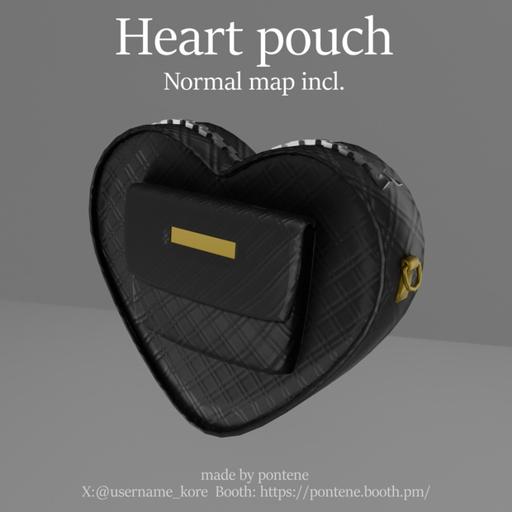 Heart pouch
Normal map incl.
made by pontene
X:@username_kore Booth: https://pontene.booth.pm/